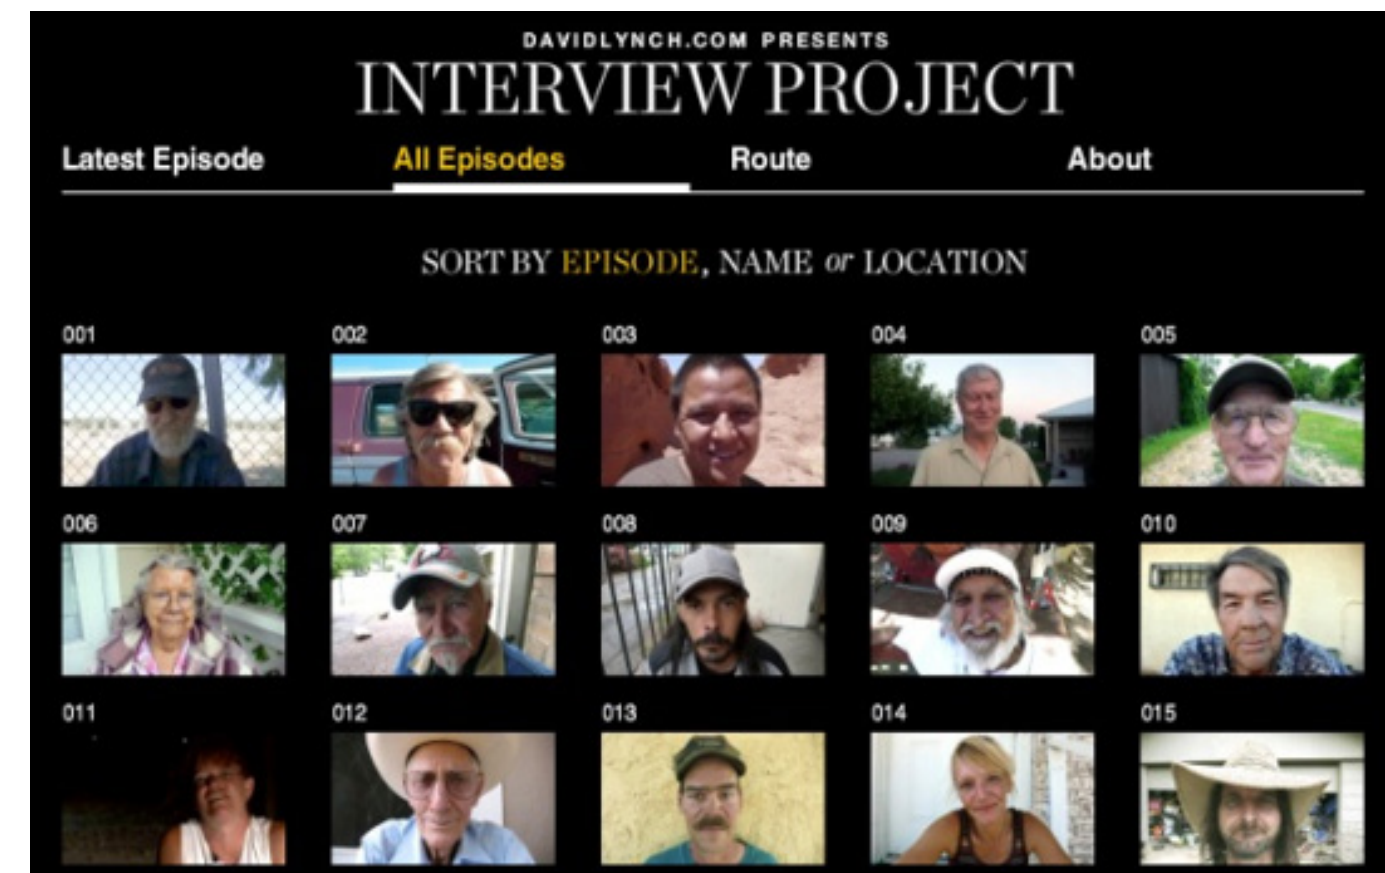 DAVIDLYNCH.COM PRESENTS
INTERVIEW PROJECT
Latest Episode All Episodes Route About
SORT BY EPISODE, NAME or LOCATION
001 002 003 004 005
006 007 008 009 010
011 012 013 014 015